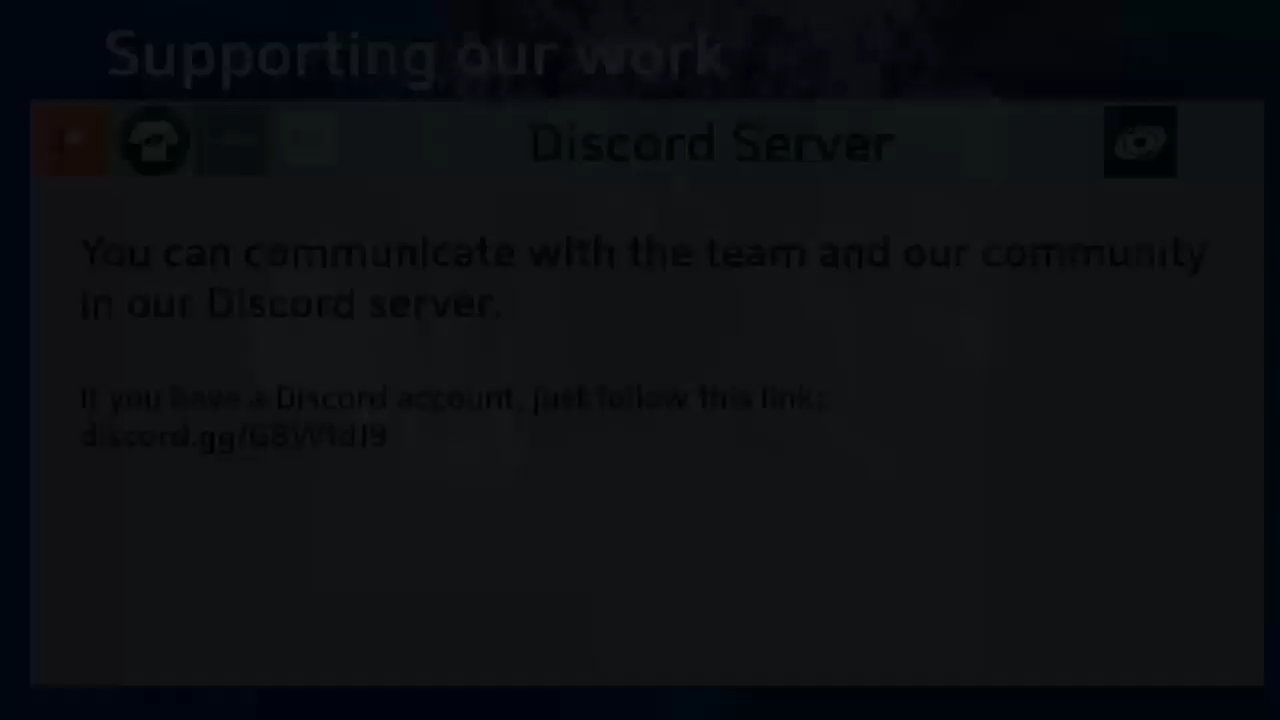 Supporting our work
Discord Server
You can communicate with the team and our community
in our Discord server.
If you have a Discord account, just follow this link: